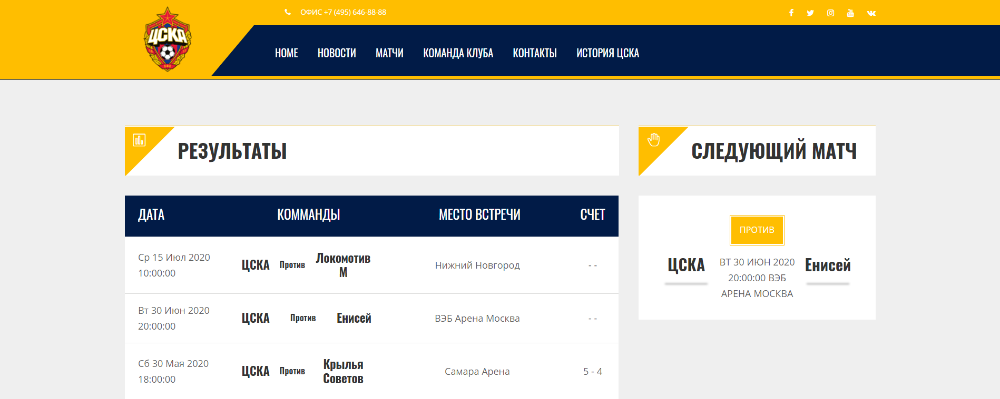 ЦСКА
ОФИС +7 (495) 646-88-88
HOME НОВОСТИ МАТЧИ КОМАНДА КЛУБА КОНТАКТЫ ИСТОРИЯ ЦСКА
РЕЗУЛЬТАТЫ
ДАТА КОММАНДЫ МЕСТО ВСТРЕЧИ СЧЕТ
Ср 15 Июл 2020
10:00:00
ЦСКА Против Локомотив
М
Нижний Новгород - -
Вт 30 Июн 2020
20:00:00
ЦСКА Против Енисей ВЭБ Арена Москва - -
Сб 30 Мая 2020
18:00:00
ЦСКА Против Крылья
Советов
Самара Арена 5 - 4
СЛЕДУЮЩИЙ МАТЧ
ПРОТИВ
ЦСКА
ВТ 30 ИЮН 2020
20:00:00 ВЭБ
АРЕНА МОСКВА
Енисей